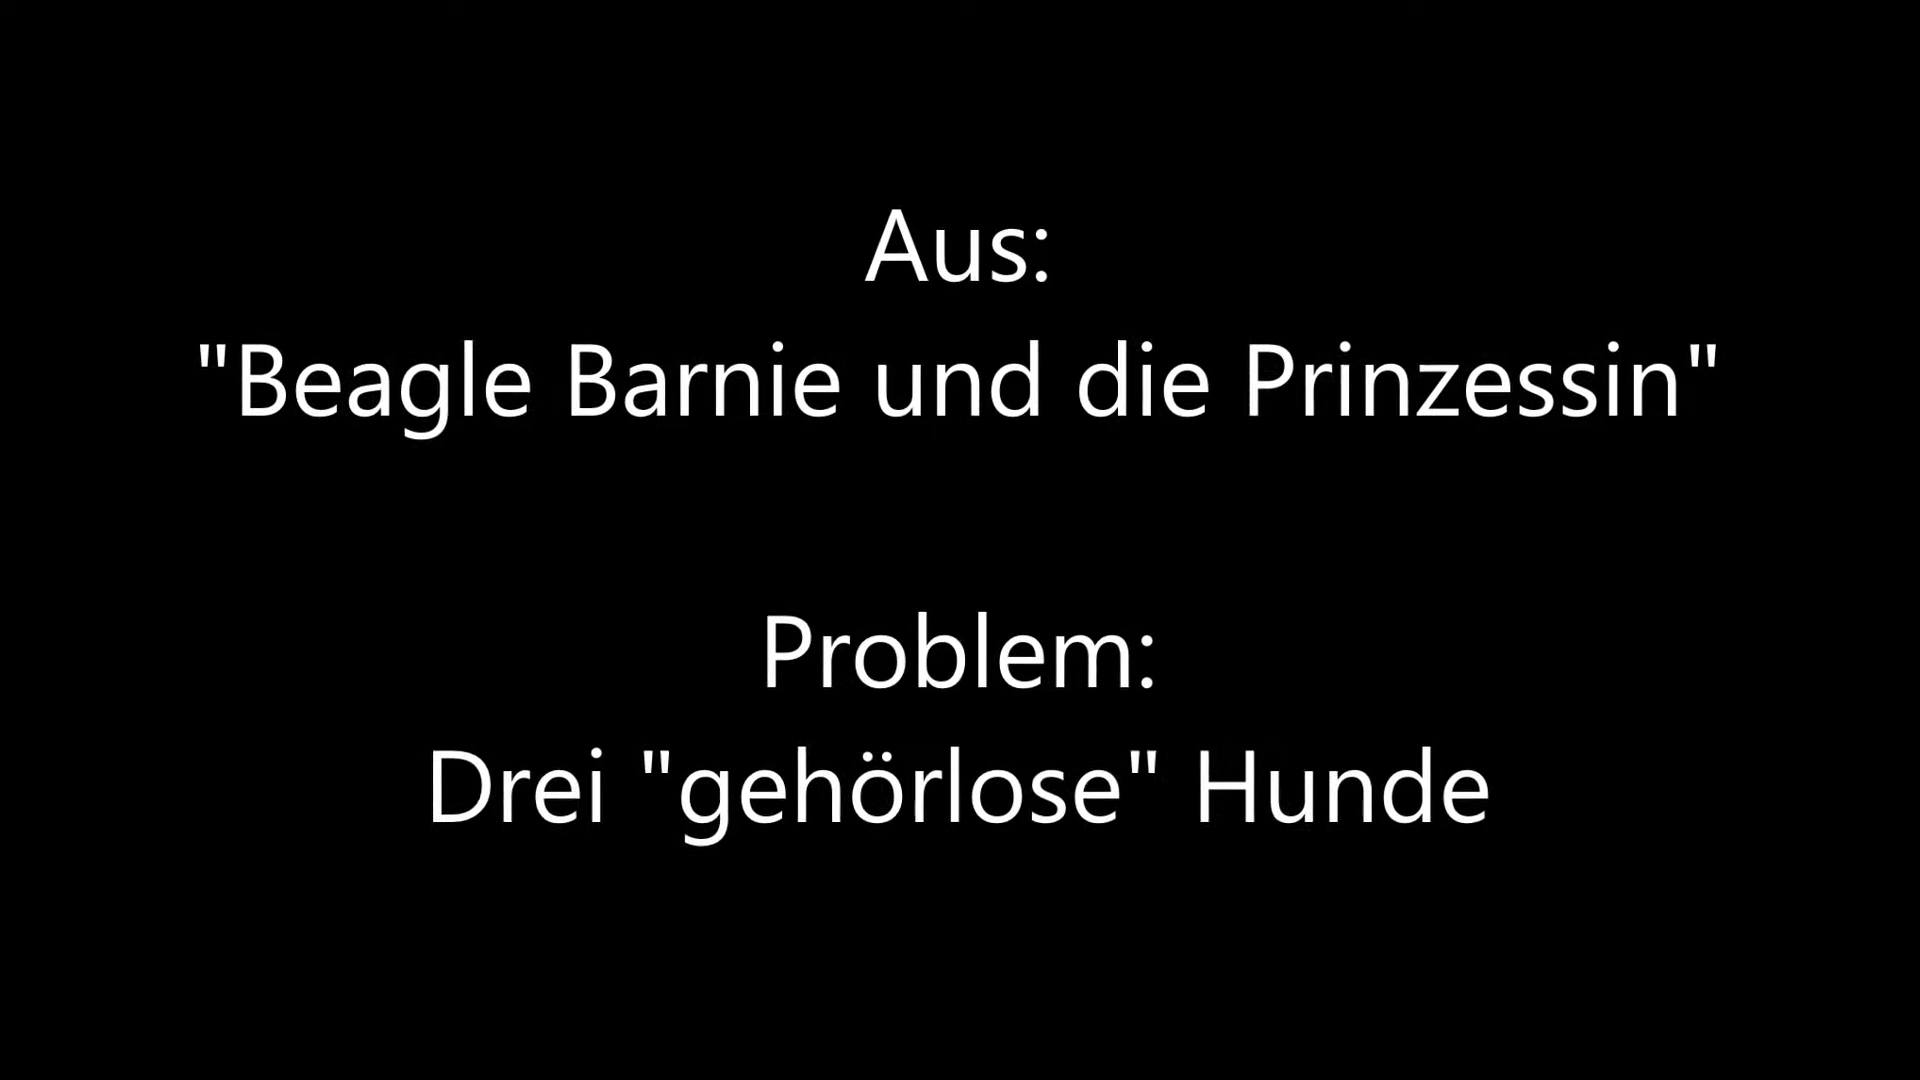 Aus:
"Beagle Barnie und die Prinzessin"
Problem:
Drei "gehörlose" Hunde